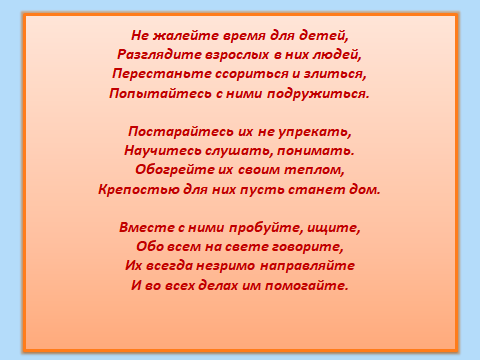 Не жалейте время для детей,
Разглядите взрослых в них людей,
Перестаньте ссориться и злиться,
Попытайтесь с ними подружиться.

Постарайтесь их не упрекать,
Научитесь слушать, понимать.
Обогрейте их своим теплом,
Крепостью для них пусть станет дом.

Вместе с ними пробуйте, ищите,
Обо всем на свете говорите,
Их всегда незримо направляйте
И во всех делах им помогайте.